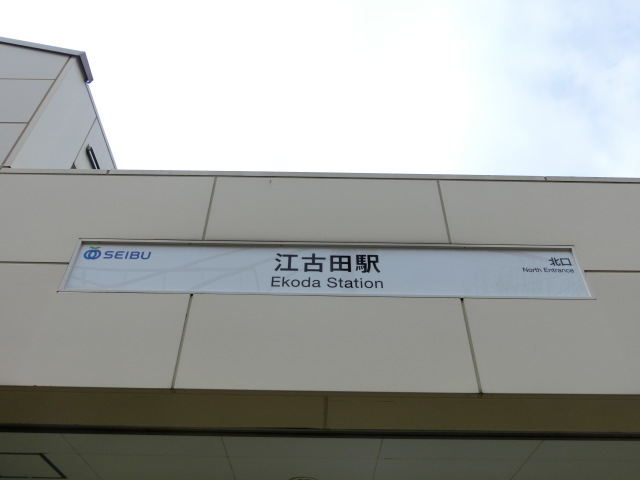 SEIBU
江古田駅
Ekoda Station
北口
North Entrance